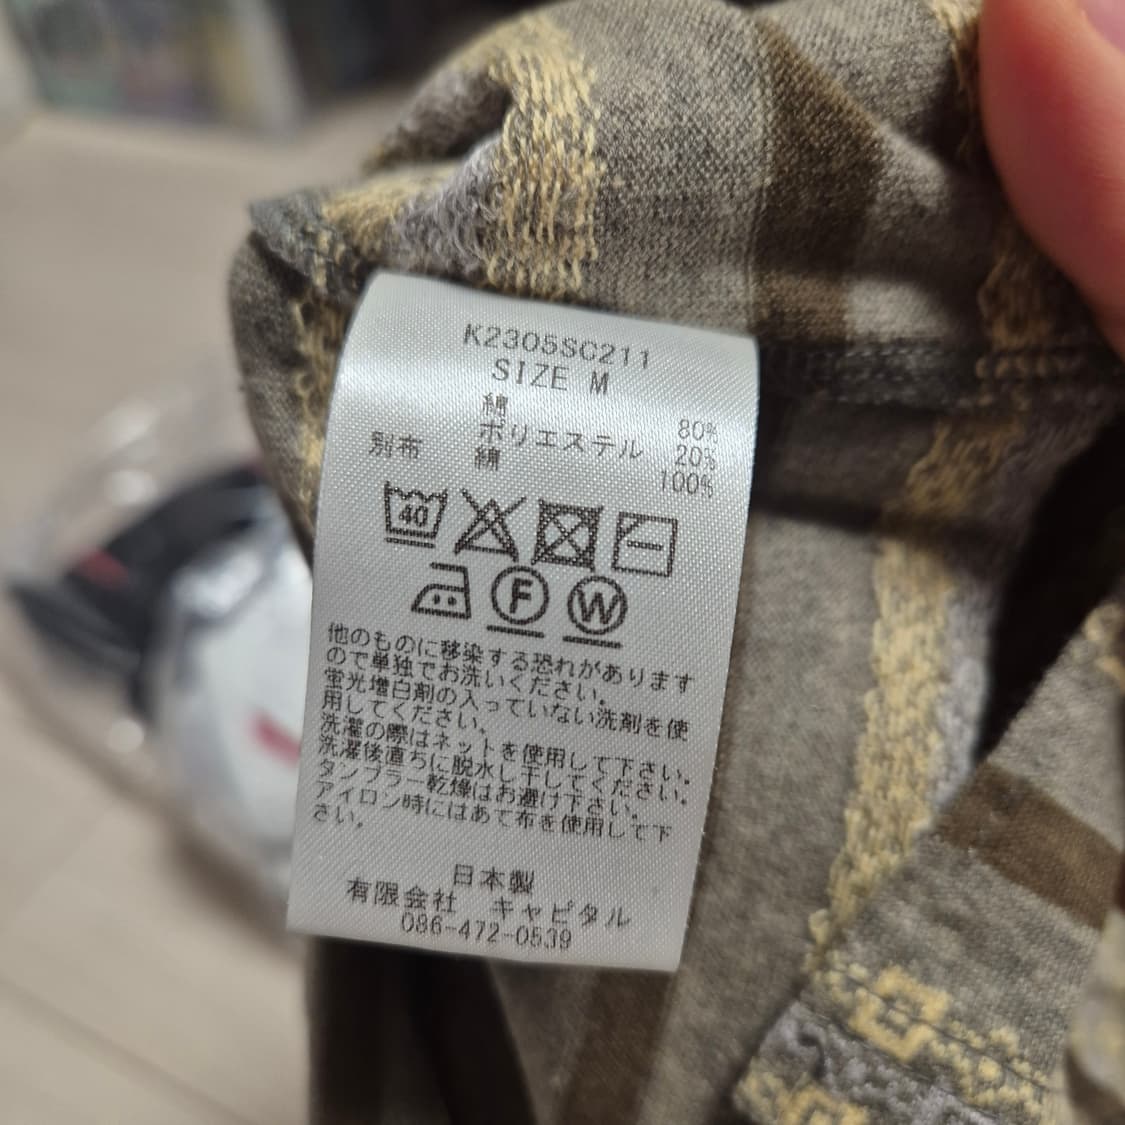 K2305SC211
SIZE M
綿 80%
ポリエステル 20%
別布 綿 100%
40
F W
他のものに移染する恐れがあります
ので単独でお洗いください。
蛍光増白剤の入っていない洗剤を使
用してください。
洗濯の際はネットを使用して下さい。
洗濯後直ちに脱水し干してください。
タンブラー乾燥はお避け下さい。
アイロン時にはあて布を使用して下
さい。
日本製
有限会社 キャピタル
086-472-0539